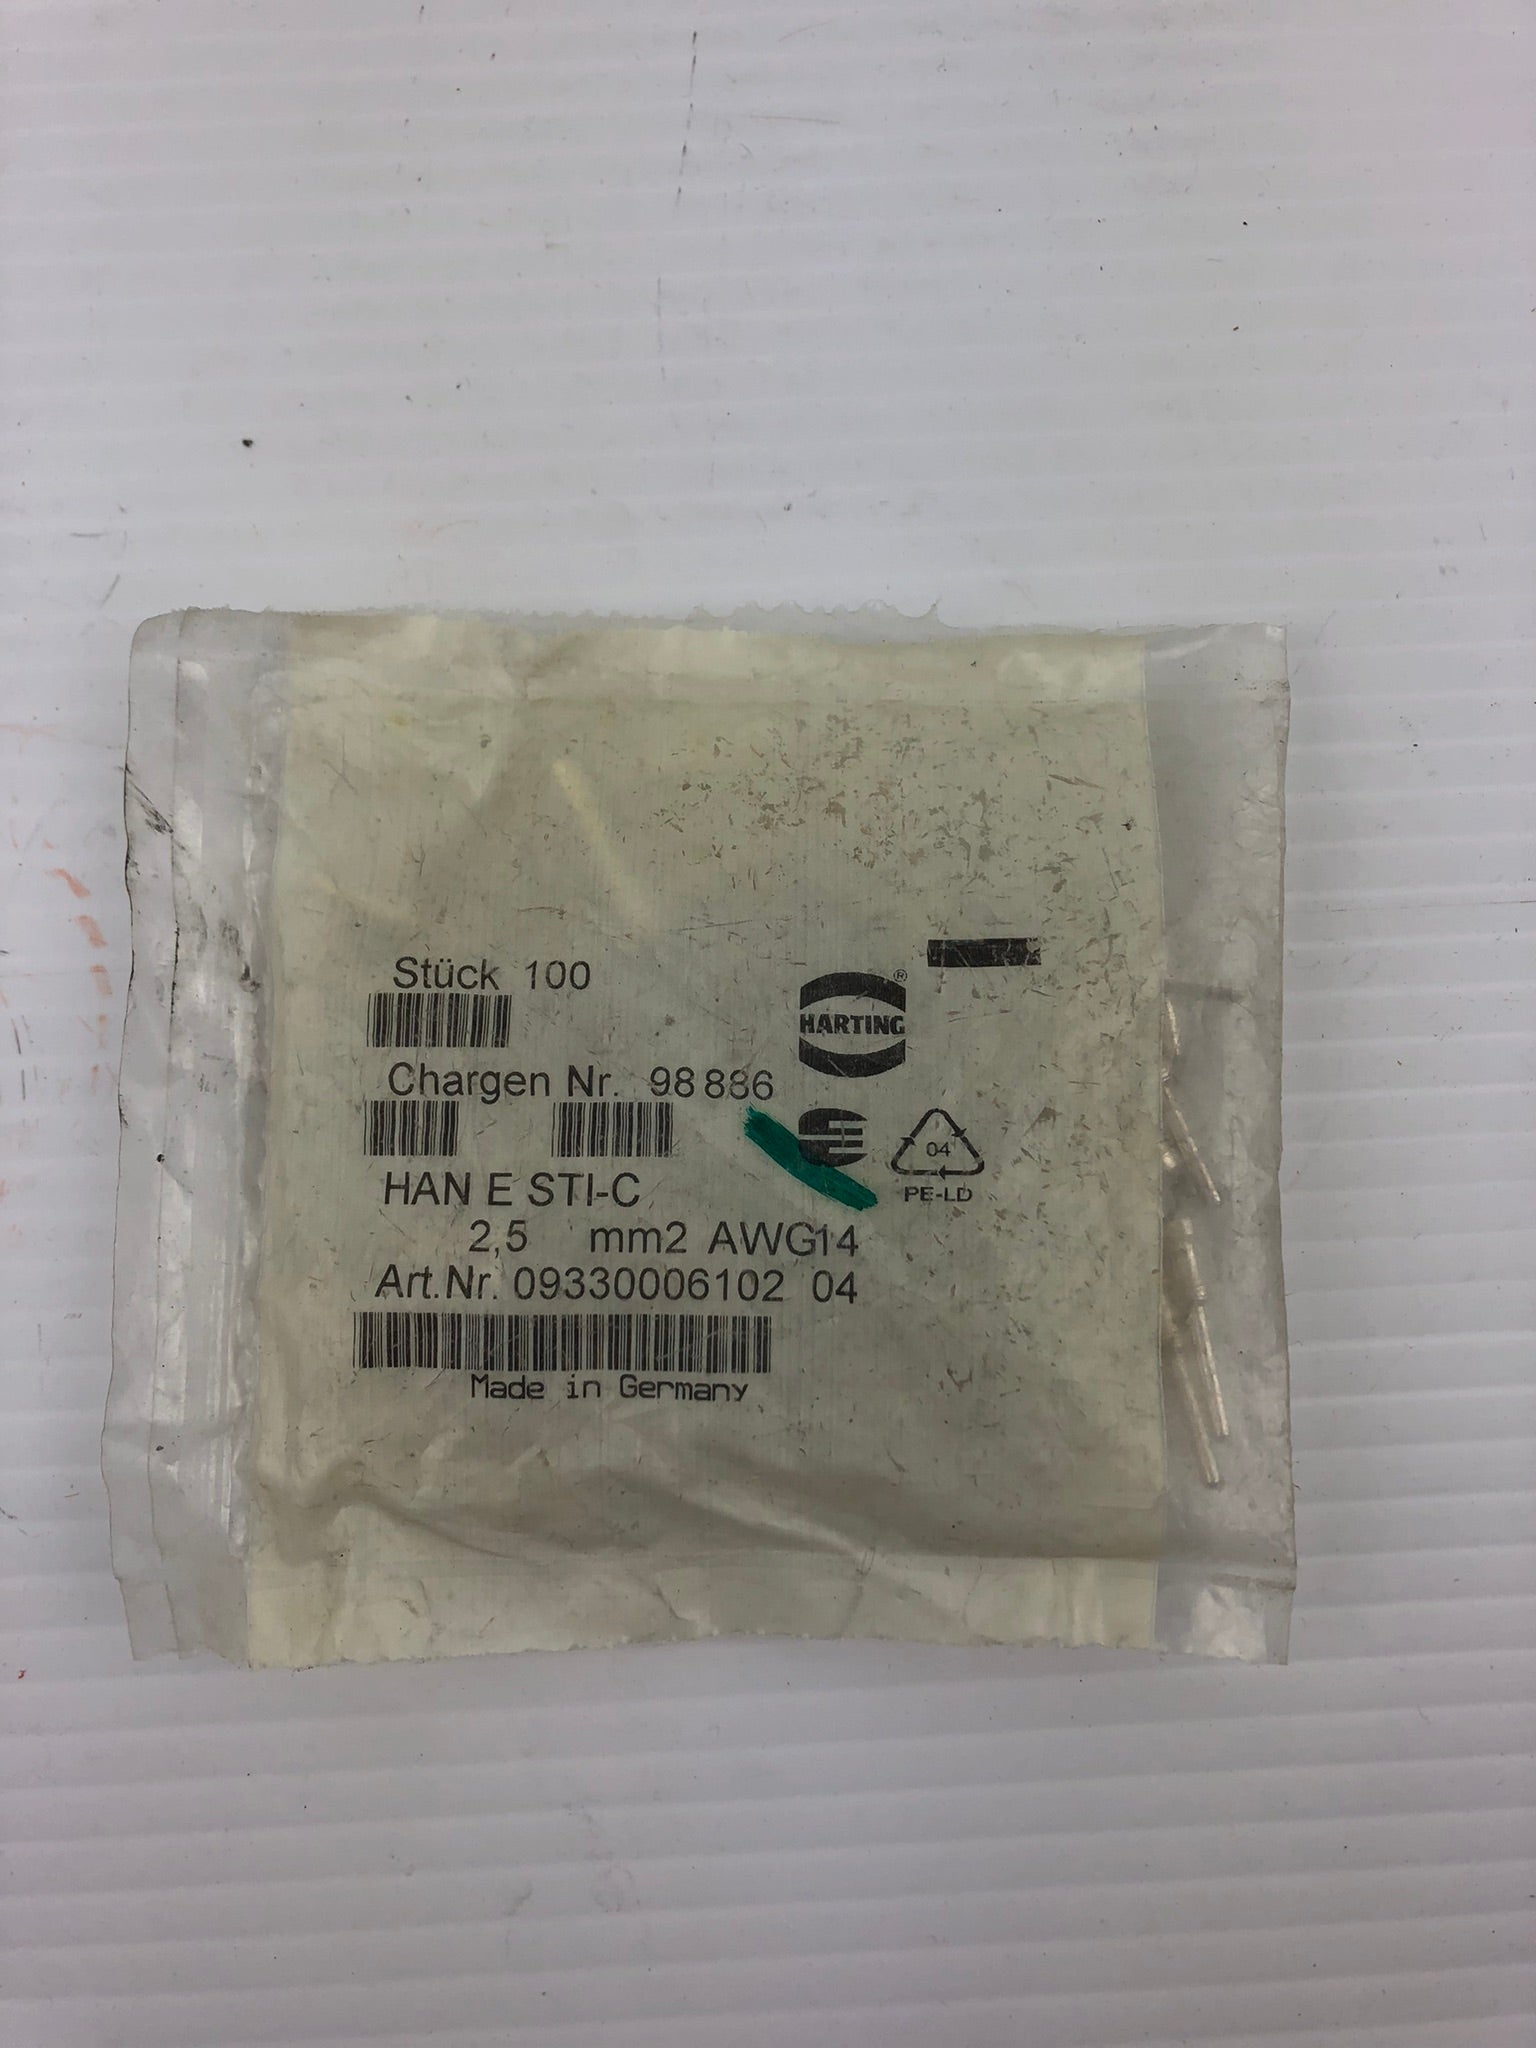 Stück 100
Chargen Nr. 98886
HAN E STI-C
2,5 mm2 AWG14
Art.Nr. 09330006102 04
Made in Germany
HARTING®
04
PE-LD